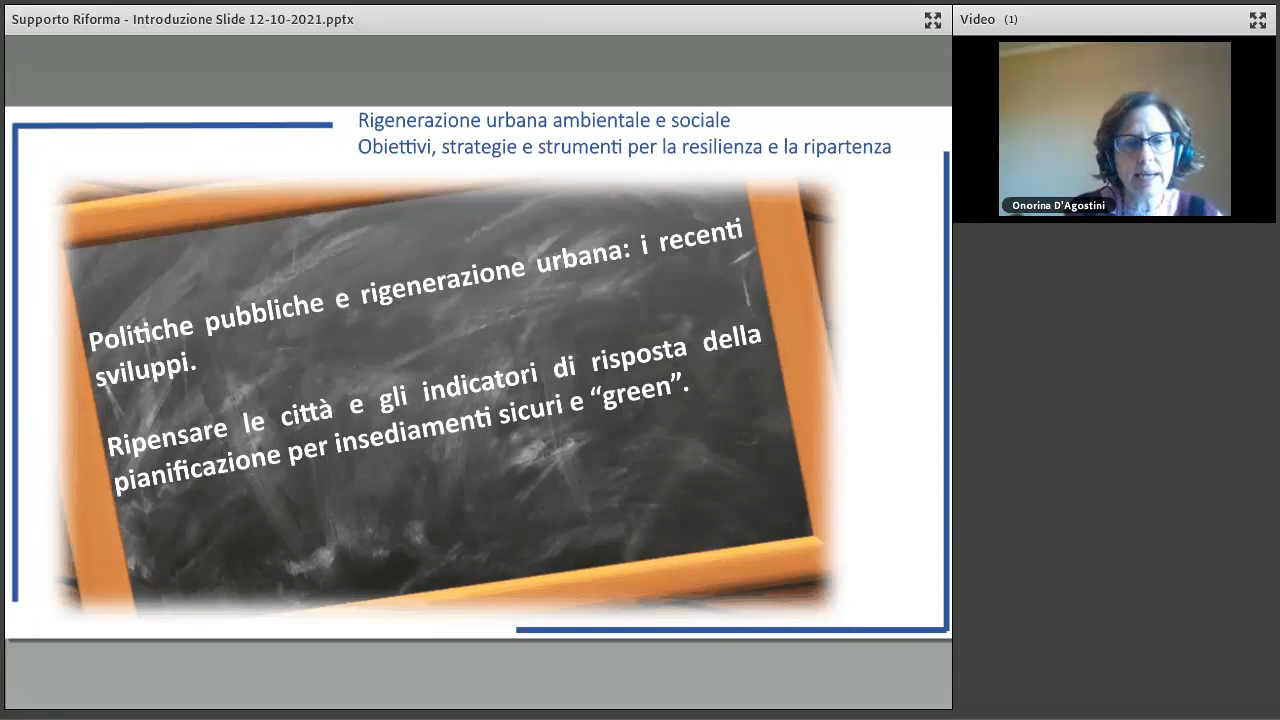 Supporto Riforma - Introduzione Slide 12-10-2021.pptx
Video (1)
Rigenerazione urbana ambientale e sociale
Obiettivi, strategie e strumenti per la resilienza e la ripartenza
Politiche pubbliche e rigenerazione urbana: i recenti
sviluppi.
Ripensare le città e gli indicatori di risposta della
pianificazione per insediamenti sicuri e “green”.
Onorina D'Agostini